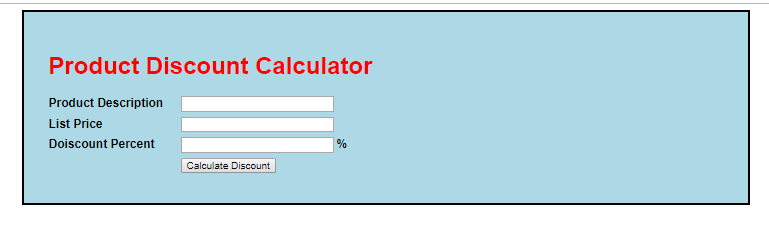 Product Discount Calculator
Product Description
List Price
Doiscount Percent %
Calculate Discount